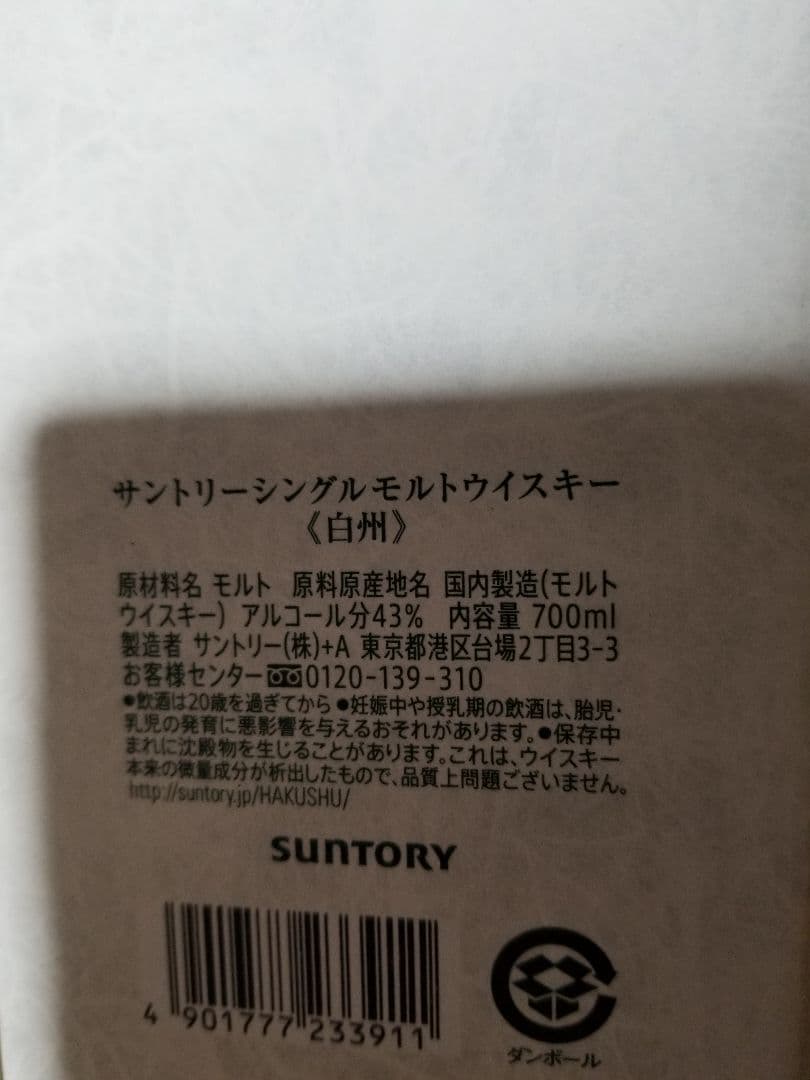 サントリーシングルモルトウイスキー
《白州》
原材料名 モルト 原料原産地名 国内製造(モルト
ウイスキー) アルコール分43% 内容量 700ml
製造者 サントリー(株)+A 東京都港区台場2丁目3-3
お客様センター 0120-139-310
●飲酒は20歳を過ぎてから ●妊娠中や授乳期の飲酒は、胎児・
乳児の発育に悪影響を与えるおそれがあります。●保存中
まれに沈殿物を生じることがあります。これは、ウイスキー
本来の微量成分が析出したもので、品質上問題ございません。
http://suntory.jp/HAKUSHU/
SUNTORY
4 901777 233911
ダンボール